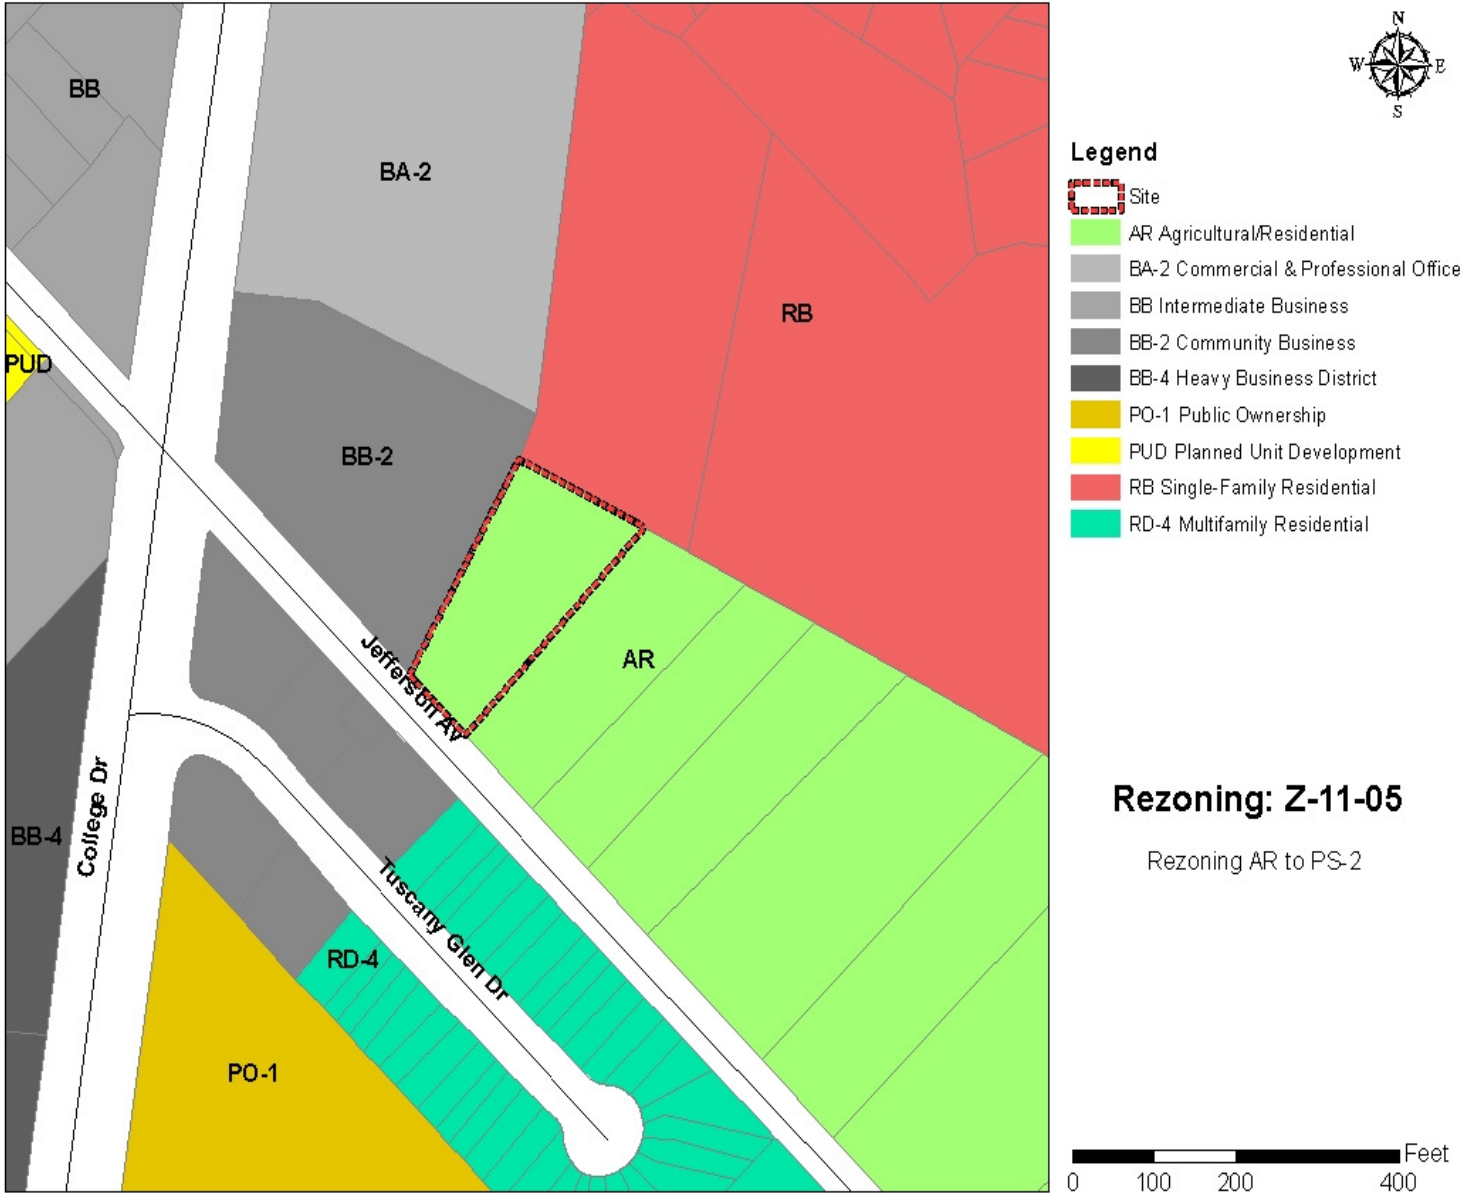 N
W E
S
BB
BA-2
RB
PUD
BB-2
AR
Jefferson Av
College Dr
BB-4
Tuscany Glen Dr
RD-4
PO-1
Legend
Site
AR Agricultural/Residential
BA-2 Commercial & Professional Office
BB Intermediate Business
BB-2 Community Business
BB-4 Heavy Business District
PO-1 Public Ownership
PUD Planned Unit Development
RB Single-Family Residential
RD-4 Multifamily Residential
Rezoning: Z-11-05
Rezoning AR to PS-2
Feet
0 100 200 400